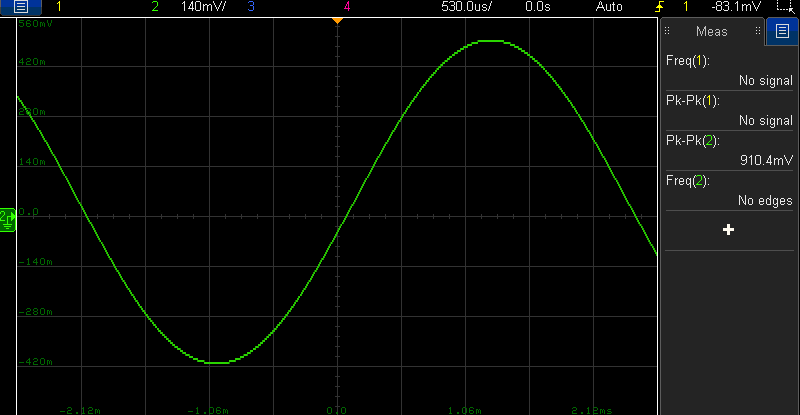 1 2 140mV/ 3 4 530.0us/ 0.0s Auto 1 -83.1mV
560mV
420m
280m
140m
0.0
-140m
-280m
-420m
-2.12m -1.06m 0.0 1.06m 2.12ms
2
Meas
Freq(1):
No signal
Pk-Pk(1):
No signal
Pk-Pk(2):
910.4mV
Freq(2):
No edges
+